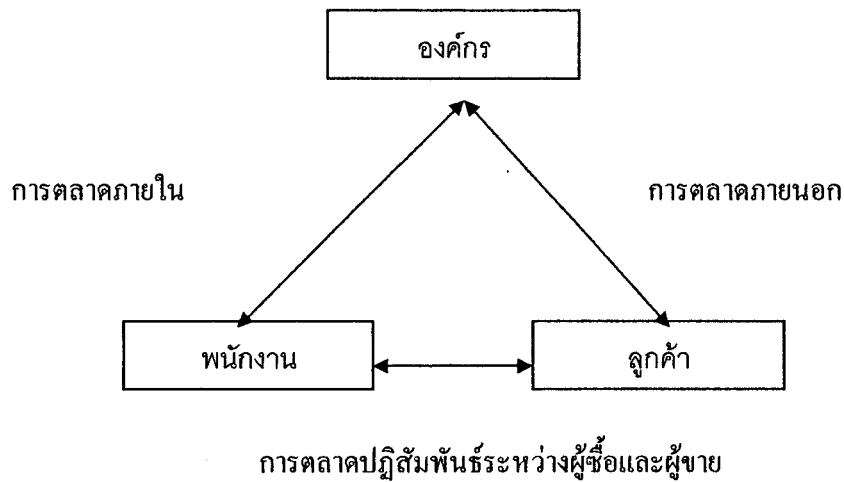 องค์กร
การตลาดภายใน
การตลาดภายนอก
พนักงาน
ลูกค้า
การตลาดปฏิสัมพันธ์ระหว่างผู้ซื้อและผู้ขาย